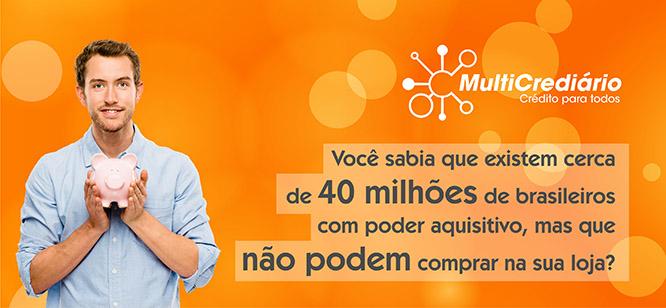 MultiCrediário
Crédito para todos
Você sabia que existem cerca
de 40 milhões de brasileiros
com poder aquisitivo, mas que
não podem comprar na sua loja?